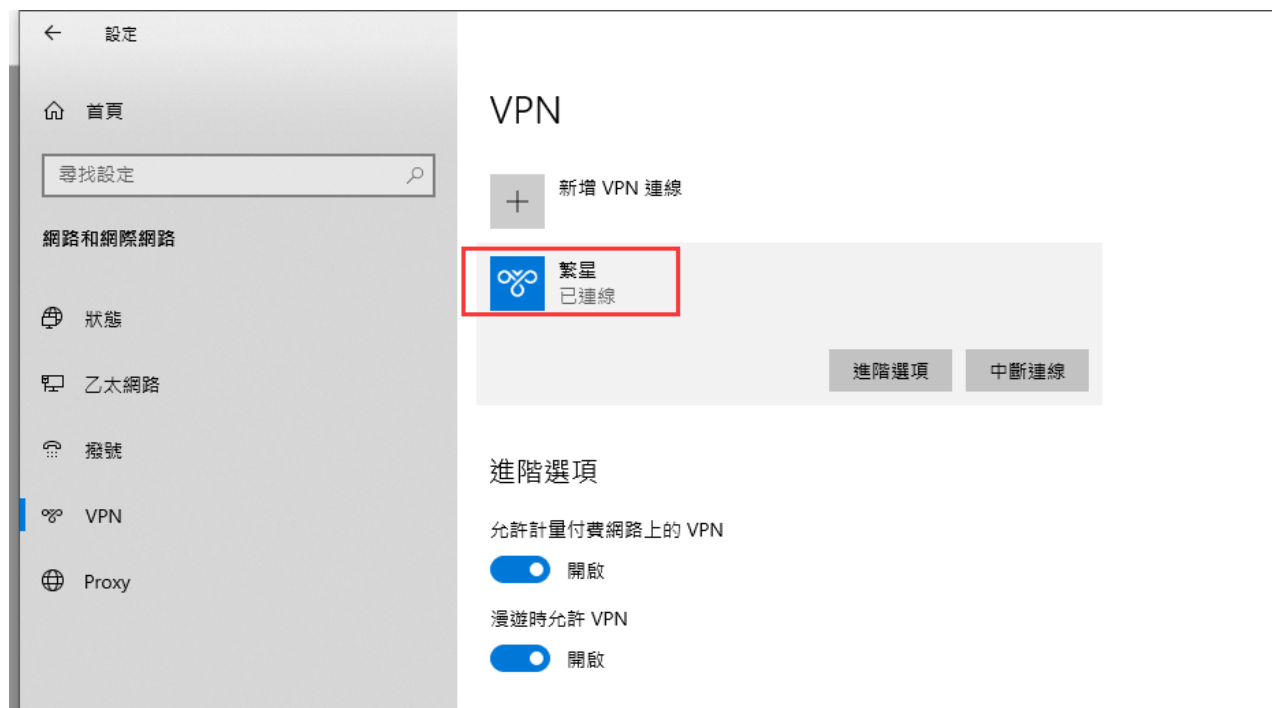 設定
首頁
尋找設定
網路和網際網路
狀態
乙太網路
撥號
VPN
Proxy
VPN
新增 VPN 連線
繁星
已連線
進階選項
中斷連線
進階選項
允許計量付費網路上的 VPN
開啟
漫遊時允許 VPN
開啟